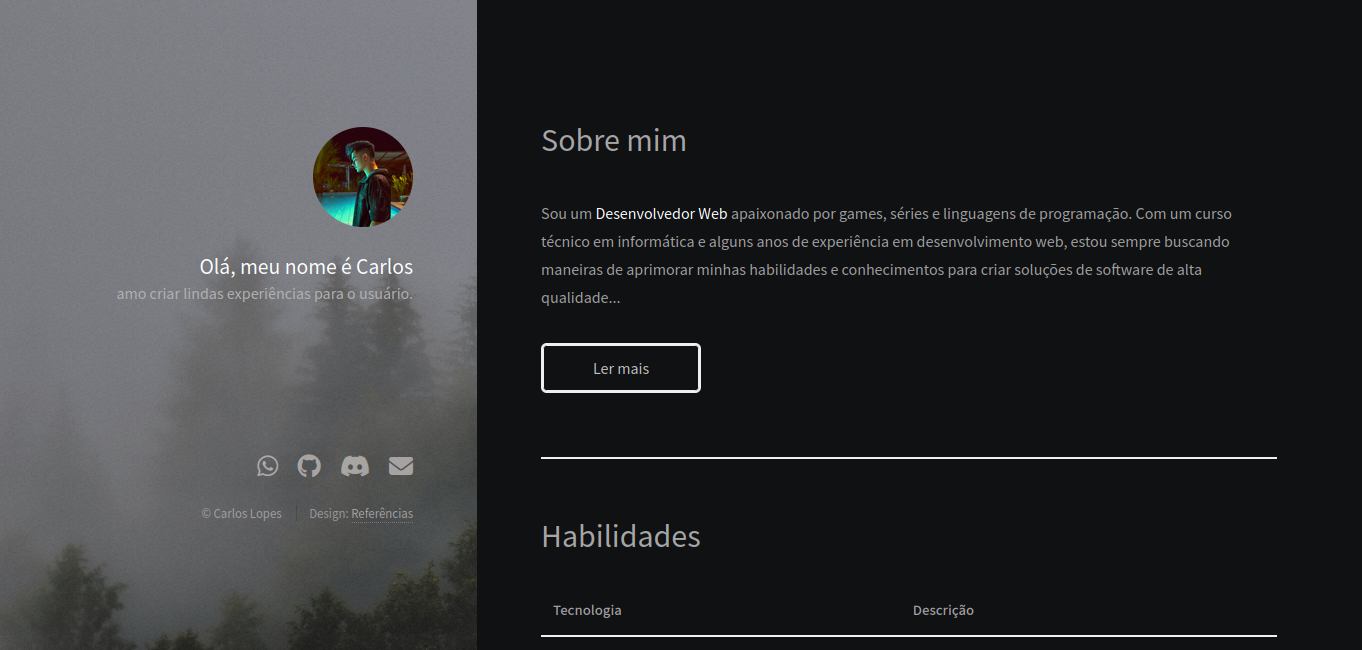 Olá, meu nome é Carlos
amo criar lindas experiências para o usuário.
© Carlos Lopes
Design: Referências
Sobre mim
Sou um Desenvolvedor Web apaixonado por games, séries e linguagens de programação. Com um curso
técnico em informática e alguns anos de experiência em desenvolvimento web, estou sempre buscando
maneiras de aprimorar minhas habilidades e conhecimentos para criar soluções de software de alta
qualidade...
Ler mais
Habilidades
Tecnologia
Descrição